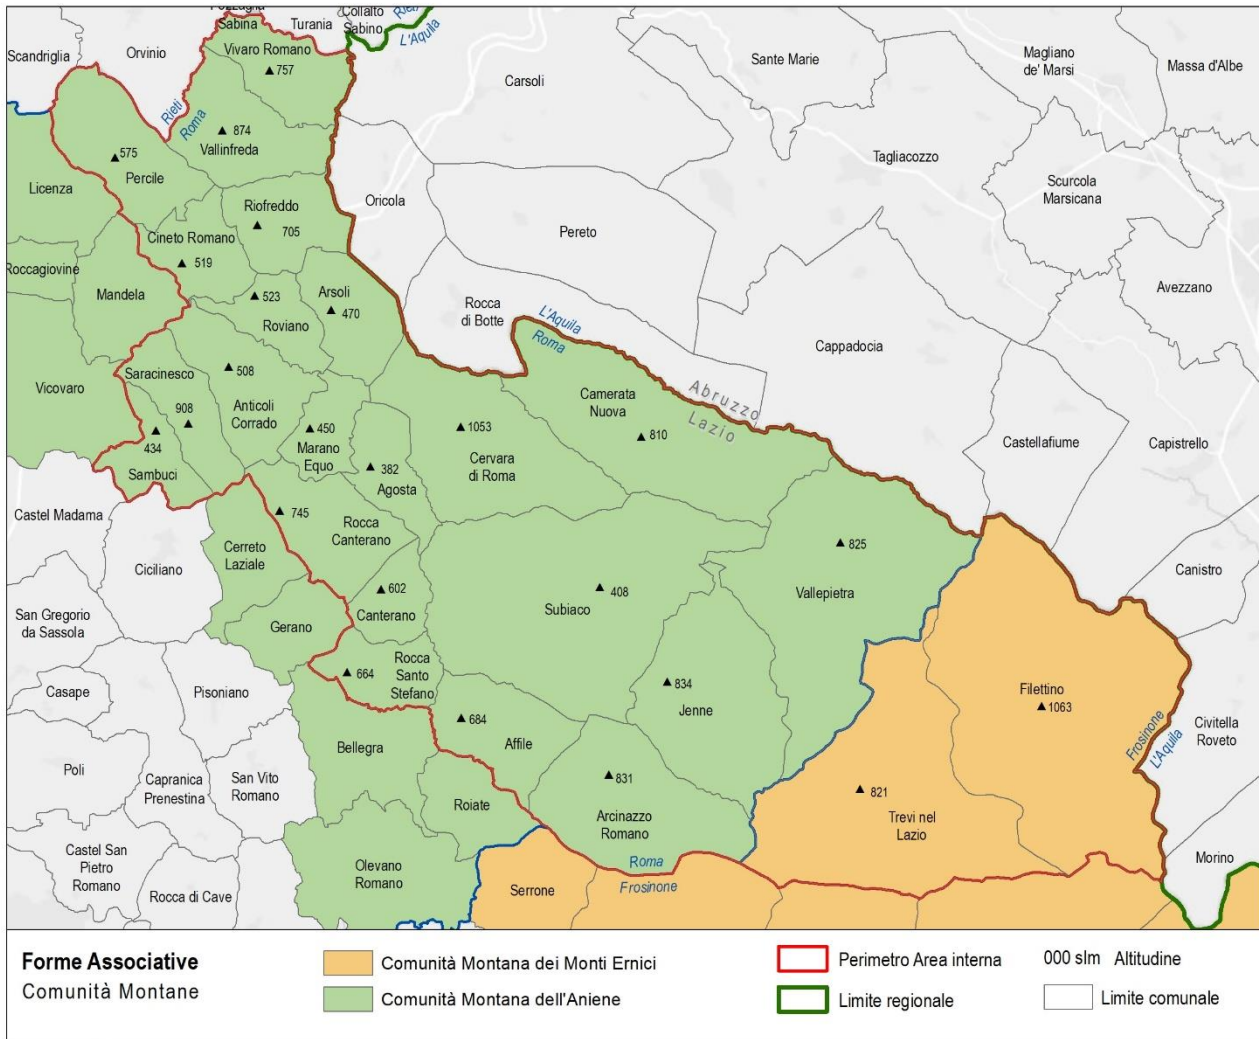 Pozzaglia
Sabina
Turania
Collalto
Sabino
Rieti
L'Aquila
Scandriglia
Orvinio
Vivaro Romano
757
Carsoli
Sante Marie
Magliano
de' Marsi
Massa d'Albe
Rieti
Roma
874
Vallinfreda
575
Percile
Licenza
Tagliacozzo
Scurcola
Marsicana
Oricola
Riofreddo
705
Pereto
Cineto Romano
519
Roccagiovine
Mandela
523
Roviano
Arsoli
470
Rocca
di Botte
L'Aquila
Roma
Avezzano
Cappadocia
Vicovaro
Saracinesco
508
908
Anticoli
Corrado
434
Sambuci
450
Marano
Equo
382
Agosta
1053
Cervara
di Roma
Camerata
Nuova
810
Abruzzo
Lazio
Castellafiume
Capistrello
Castel Madama
745
Rocca
Canterano
Ciciliano
Cerreto
Laziale
825
Vallepietra
Canistro
602
Canterano
Subiaco
408
San Gregorio
da Sassola
Gerano
Casape
Pisoniano
664
Rocca
Santo
Stefano
834
Jenne
Filettino
1063
684
Affile
Frosinone
L'Aquila
Civitella
Roveto
Bellegra
Poli
Capranica
Prenestina
San Vito
Romano
831
Arcinazzo
Romano
821
Trevi nel
Lazio
Roiate
Castel San
Pietro
Romano
Olevano
Romano
Roma
Frosinone
Morino
Rocca di Cave
Serrone
Forme Associative
Comunità Montane
Comunità Montana dei Monti Ernici
Comunità Montana dell'Aniene
Perimetro Area interna
Limite regionale
000 slm Altitudine
Limite comunale